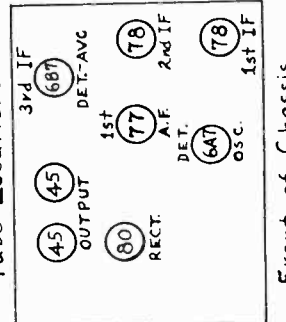 Tube Location
3rd IF
45 45 6B7
OUTPUT DET.-AVC
1st
80 77 78
RECT. A.F. 2nd IF
DET.
6A7 78
OSC. 1st IF
Front of Chassis